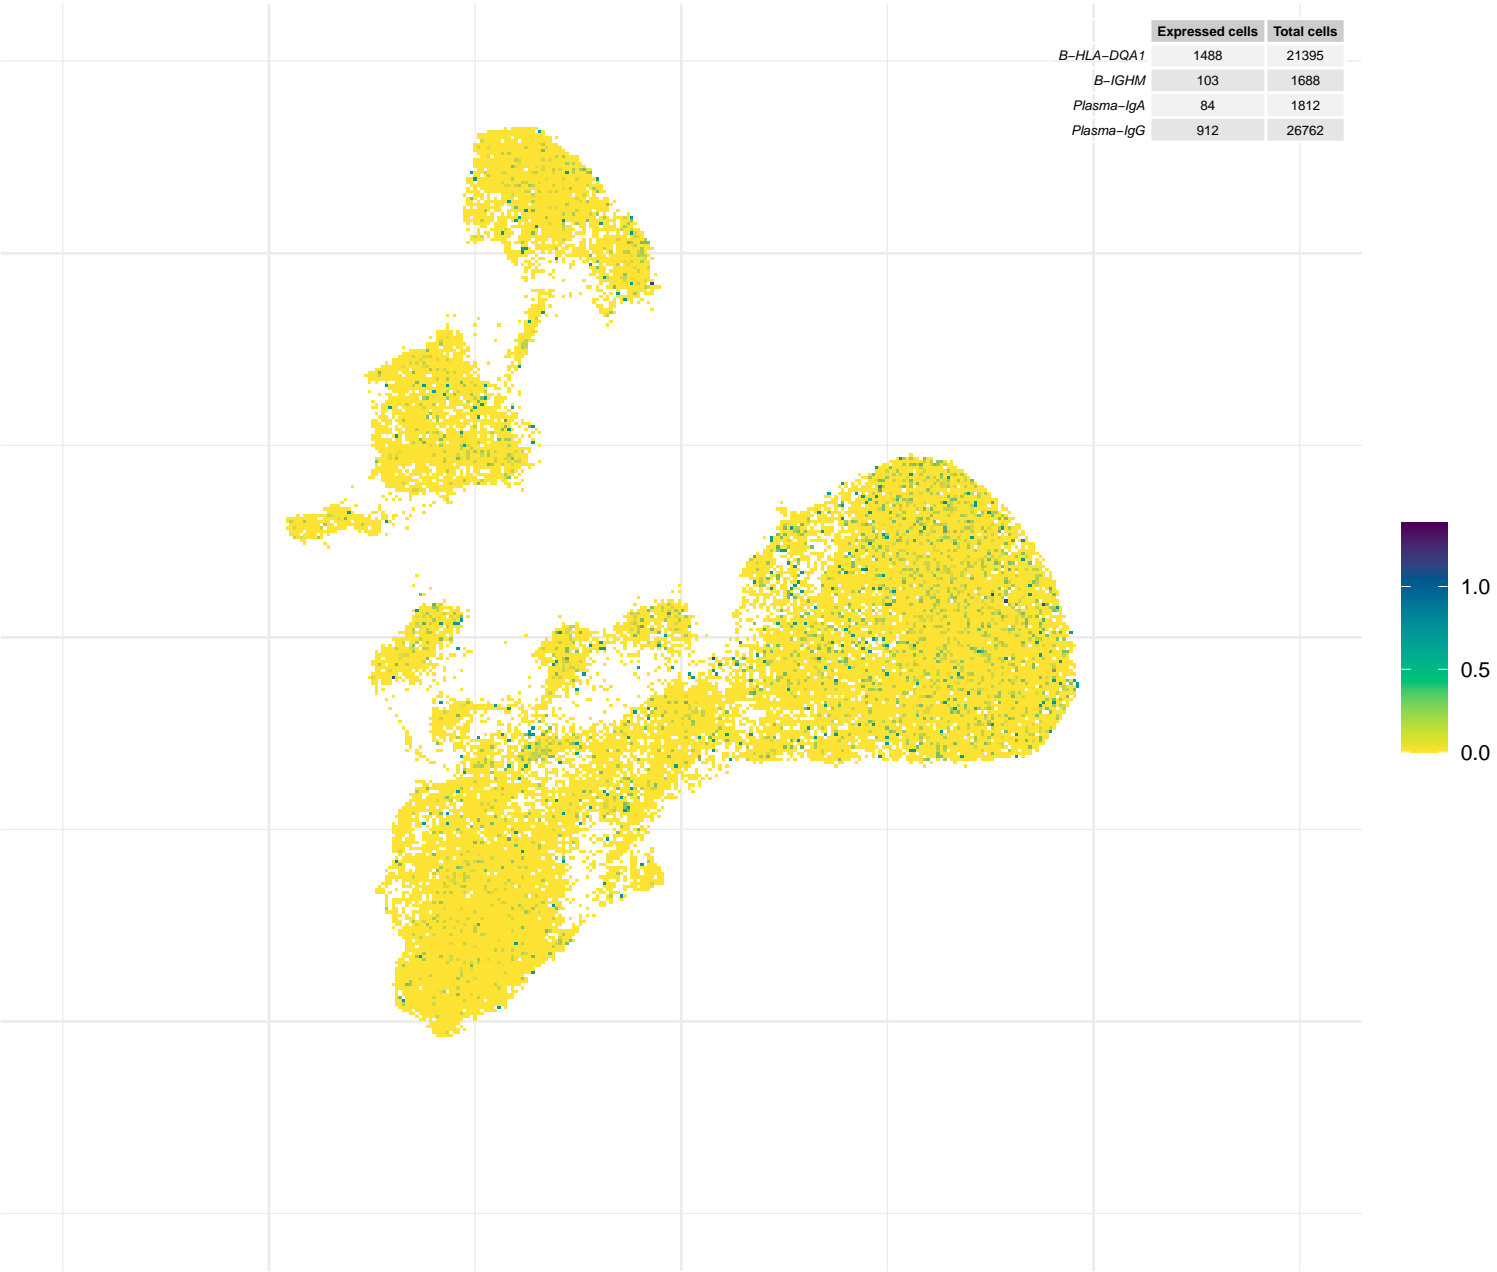 Expressed cells Total cells
B−HLA−DQA1 1488 21395
B−IGHM 103 1688
Plasma−IgA 84 1812
Plasma−IgG 912 26762
1.0
0.5
0.0